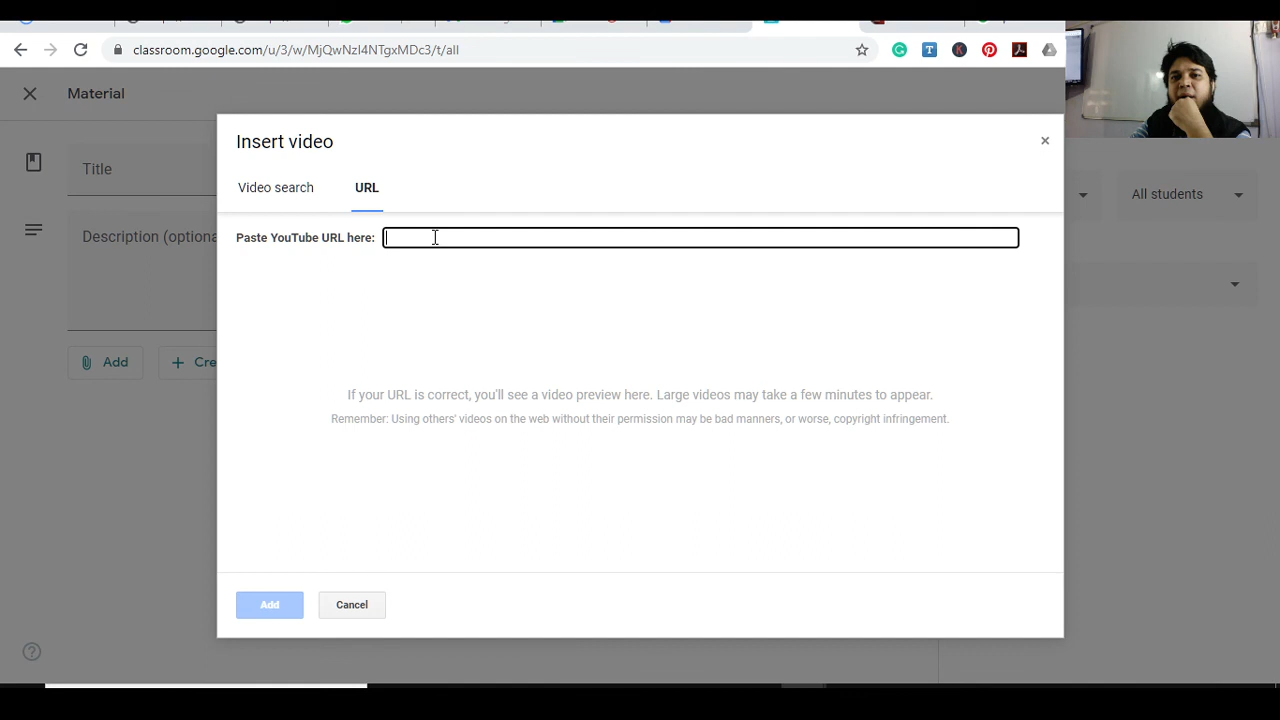 classroom.google.com/u/3/w/MjQwNzI4NTgxMDc3/t/all
Material
Insert video
×
Title
Video search
URL
All students
Description (optiona
Paste YouTube URL here:
Add
Cre
If your URL is correct, you'll see a video preview here. Large videos may take a few minutes to appear.
Remember: Using others' videos on the web without their permission may be bad manners, or worse, copyright infringement.
Add
Cancel